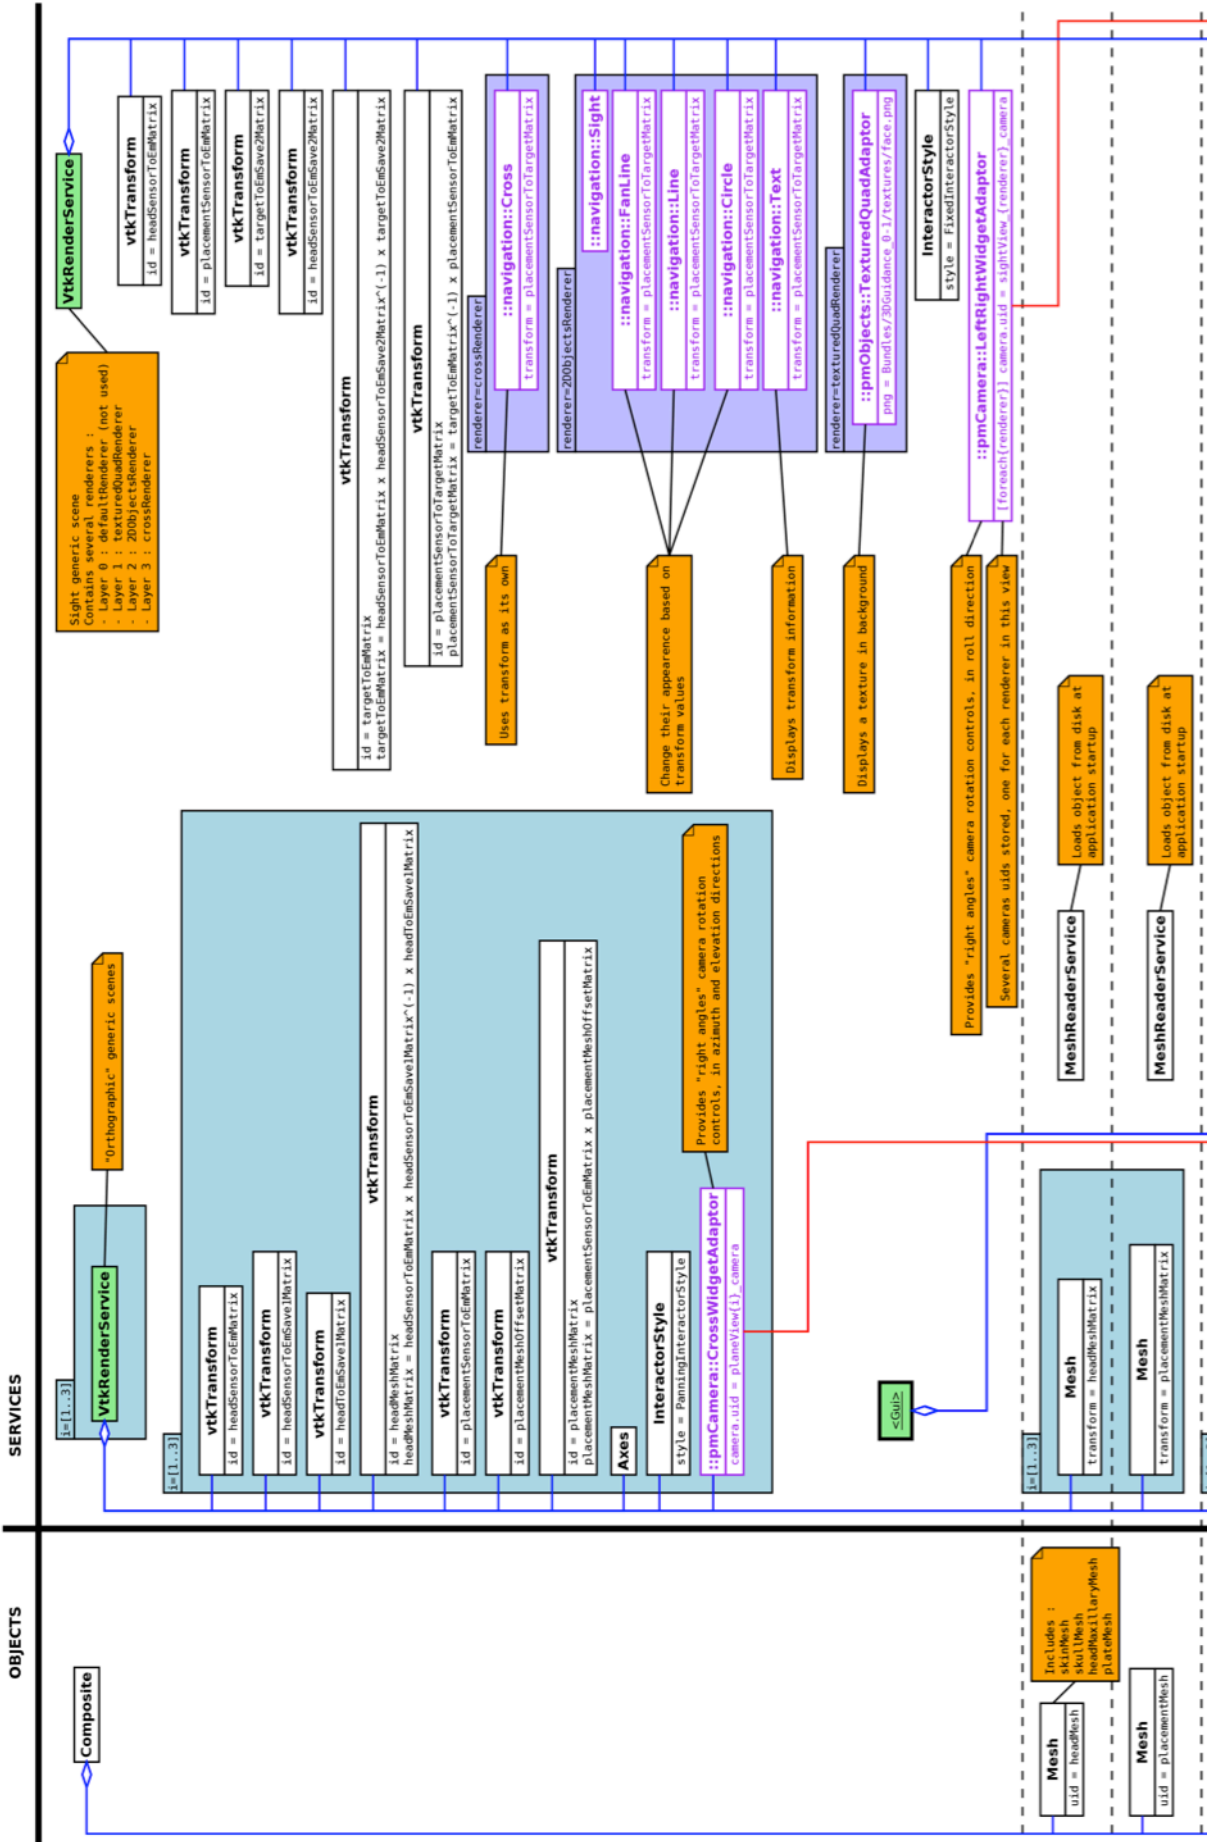 OBJECTS
SERVICES
Composite
i=[1..3]
VtkRenderService
"Orthographic" generic scenes
VtkRenderService
Sight generic scene
Contains several renderers :
- Layer 0 : defaultRenderer (not used)
- Layer 1 : texturedQuadRenderer
- Layer 2 : 2DObjectsRenderer
- Layer 3 : crossRenderer
i=[1..3]
vtkTransform
id = headSensorToEmMatrix
vtkTransform
id = headSensorToEmSave1Matrix
vtkTransform
id = headToEmSave1Matrix
vtkTransform
id = headMeshMatrix
headMeshMatrix = headSensorToEmMatrix x headSensorToEmSave1Matrix^(-1) x headToEmSave1Matrix
vtkTransform
id = placementSensorToEmMatrix
vtkTransform
id = placementMeshOffsetMatrix
vtkTransform
id = placementMeshMatrix
placementMeshMatrix = placementSensorToEmMatrix x placementMeshOffsetMatrix
Axes
InteractorStyle
style = PanningInteractorStyle
::pmCamera::CrossWidgetAdaptor
camera.uid = planeView{i}_camera
Provides "right angles" camera rotation
controls, in azimuth and elevation directions
vtkTransform
id = headSensorToEmMatrix
vtkTransform
id = placementSensorToEmMatrix
vtkTransform
id = targetToEmSave2Matrix
vtkTransform
id = headSensorToEmSave2Matrix
vtkTransform
id = targetToEmMatrix
targetToEmMatrix = headSensorToEmMatrix x headSensorToEmSave2Matrix^(-1) x targetToEmSave2Matrix
vtkTransform
id = placementSensorToTargetMatrix
placementSensorToTargetMatrix = targetToEmMatrix^(-1) x placementSensorToEmMatrix
renderer=crossRenderer
::navigation::Cross
transform = placementSensorToTargetMatrix
Uses transform as its own
renderer=2DObjectsRenderer
::navigation::Sight
::navigation::FanLine
transform = placementSensorToTargetMatrix
::navigation::Line
transform = placementSensorToTargetMatrix
::navigation::Circle
transform = placementSensorToTargetMatrix
::navigation::Text
transform = placementSensorToTargetMatrix
Change their appearence based on
transform values
Displays transform information
renderer=texturedQuadRenderer
::pmObjects::TexturedQuadAdaptor
png = Bundles/3DGuidance_0-1/textures/face.png
Displays a texture in background
InteractorStyle
style = FixedInteractorStyle
::pmCamera::LeftRightWidgetAdaptor
[foreach{renderer}] camera.uid = sightView_{renderer}_camera
Provides "right angles" camera rotation controls, in roll direction
Several cameras uids stored, one for each renderer in this view
<Gui>
Mesh
uid = headMesh
Includes :
skinMesh
skullMesh
headMaxillaryMesh
plateMesh
i=[1..3]
Mesh
transform = headMeshMatrix
MeshReaderService
Loads object from disk at
application startup
Mesh
uid = placementMesh
Mesh
transform = placementMeshMatrix
MeshReaderService
Loads object from disk at
application startup